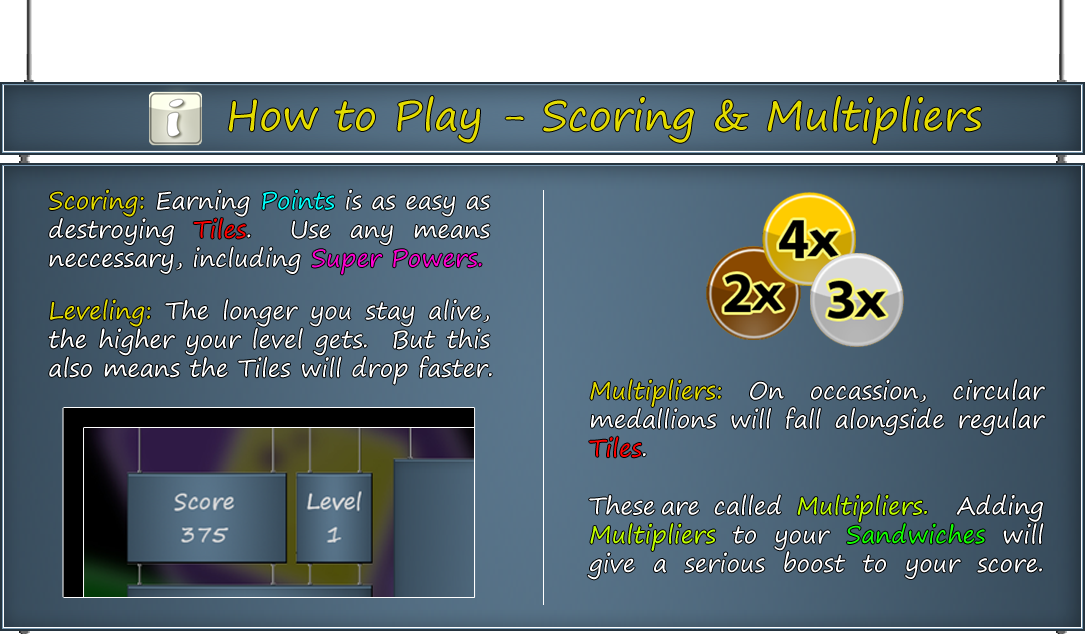 i How to Play - Scoring & Multipliers
Scoring: Earning Points is as easy as
destroying Tiles. Use any means
neccessary, including Super Powers.
Leveling: The longer you stay alive,
the higher your level gets. But this
also means the Tiles will drop faster.
Score
375
Level
1
4x
2x
3x
Multipliers: On occassion, circular
medallions will fall alongside regular
Tiles.
These are called Multipliers. Adding
Multipliers to your Sandwiches will
give a serious boost to your score.